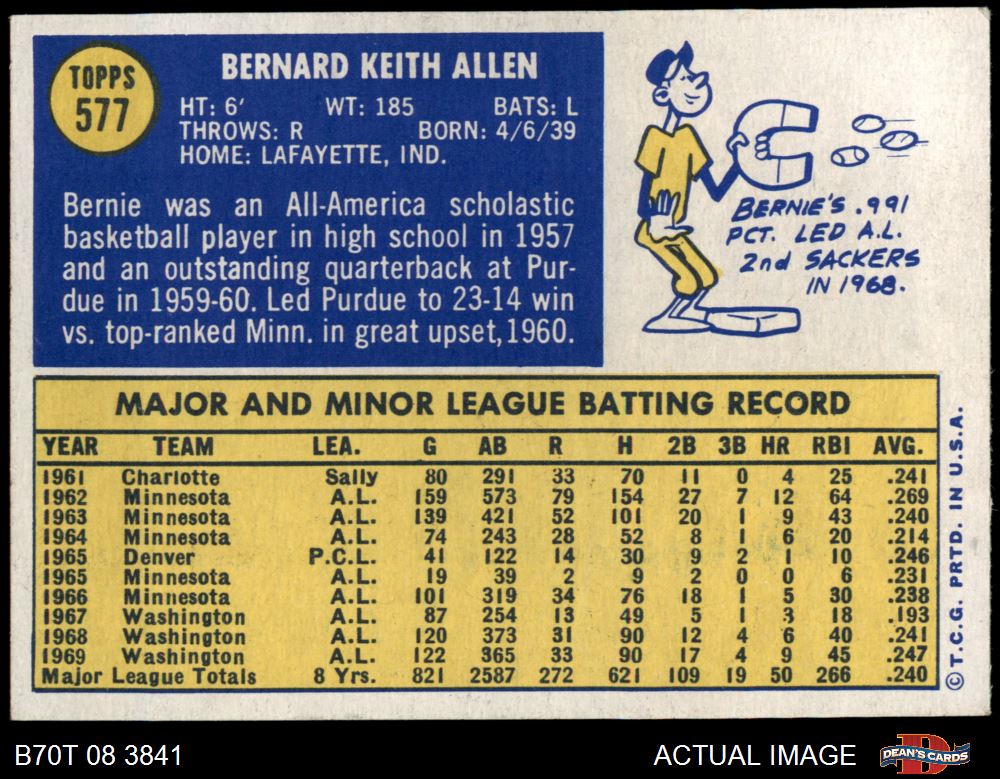 TOPPS
577
BERNARD KEITH ALLEN
HT: 6' WT: 185 BATS: L
THROWS: R BORN: 4/6/39
HOME: LAFAYETTE, IND.
Bernie was an All-America scholastic
basketball player in high school in 1957
and an outstanding quarterback at Pur-
due in 1959-60. Led Purdue to 23-14 win
vs. top-ranked Minn. in great upset, 1960.
BERNIE'S .991
PCT. LED A.L.
2nd SACKERS
IN 1968.
MAJOR AND MINOR LEAGUE BATTING RECORD
YEAR TEAM LEA. G AB R H 2B 3B HR RBI AVG.
1961 Charlotte Sally 80 291 33 70 11 0 4 25 .241
1962 Minnesota A.L. 159 573 79 154 27 7 12 64 .269
1963 Minnesota A.L. 139 421 52 101 20 1 9 43 .240
1964 Minnesota A.L. 74 243 28 52 8 1 6 20 .214
1965 Denver P.C.L. 41 122 14 30 9 2 1 10 .246
1965 Minnesota A.L. 19 39 2 9 2 0 0 6 .231
1966 Minnesota A.L. 101 319 34 76 18 1 5 30 .238
1967 Washington A.L. 87 254 13 49 5 1 3 18 .193
1968 Washington A.L. 120 373 31 90 12 4 6 40 .241
1969 Washington A.L. 122 365 33 90 17 4 9 45 .247
Major League Totals 8 Yrs. 821 2587 272 621 109 19 50 266 .240
© T.C.G. PRTD. IN U.S.A.
B70T 08 3841
ACTUAL IMAGE
DEAN'S CARDS